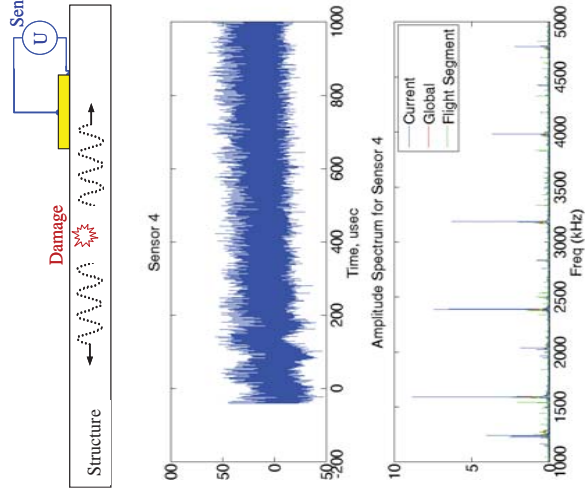 Sen
U
Damage
Structure
Sensor 4
00
50
0
50
-200 0 200 400 600 800 1000
Time, usec
Amplitude Spectrum for Sensor 4
Current
Global
Flight Segment
10
5
0
1000 1500 2000 2500 3000 3500 4000 4500 5000
Freq (kHz)